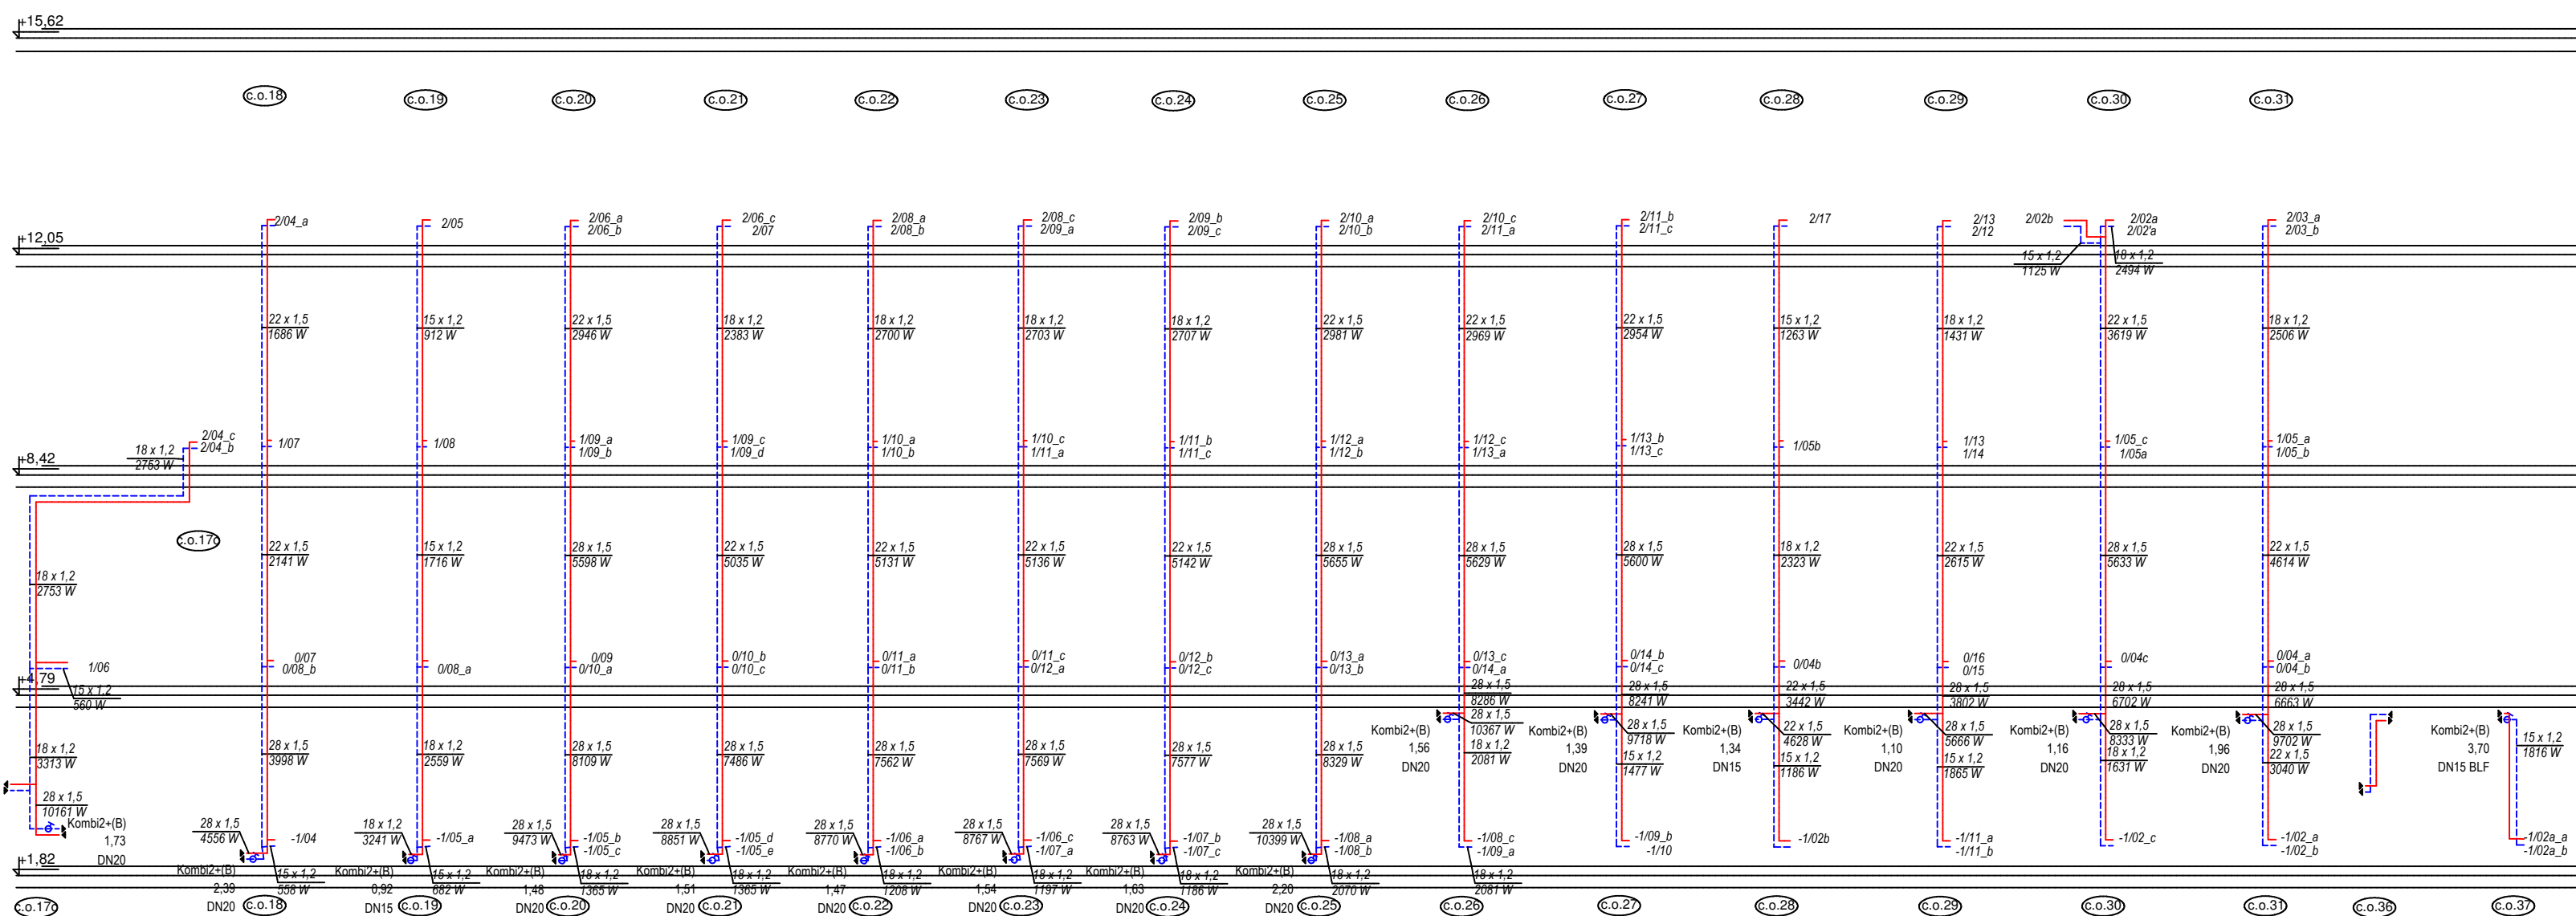 +15,62
c.o.18
c.o.19
c.o.20
c.o.21
c.o.22
c.o.23
c.o.24
c.o.25
c.o.26
c.o.27
c.o.28
c.o.29
c.o.30
c.o.31
2/04_a
2/05
2/06_a
2/06_b
2/06_c
2/07
2/08_a
2/08_b
2/08_c
2/09_a
2/09_b
2/09_c
2/10_a
2/10_b
2/10_c
2/11_a
2/11_b
2/11_c
2/17
2/13
2/12
2/02b
2/02a
2/02'a
2/03_a
2/03_b
+12,05
15 x 1,2
1125 W
18 x 1,2
2494 W
22 x 1,5
1686 W
15 x 1,2
912 W
22 x 1,5
2946 W
18 x 1,2
2383 W
18 x 1,2
2700 W
18 x 1,2
2703 W
18 x 1,2
2707 W
22 x 1,5
2981 W
22 x 1,5
2969 W
22 x 1,5
2954 W
15 x 1,2
1263 W
18 x 1,2
1431 W
22 x 1,5
3619 W
18 x 1,2
2506 W
2/04_c
2/04_b
18 x 1,2
2753 W
1/07
1/08
1/09_a
1/09_b
1/09_c
1/09_d
1/10_a
1/10_b
1/10_c
1/11_a
1/11_b
1/11_c
1/12_a
1/12_b
1/12_c
1/13_a
1/13_b
1/13_c
1/05b
1/13
1/14
1/05_c
1/05a
1/05_a
1/05_b
+8,42
c.o.17c
18 x 1,2
2753 W
22 x 1,5
2141 W
15 x 1,2
1716 W
28 x 1,5
5598 W
22 x 1,5
5035 W
22 x 1,5
5131 W
22 x 1,5
5136 W
22 x 1,5
5142 W
28 x 1,5
5655 W
28 x 1,5
5629 W
28 x 1,5
5600 W
18 x 1,2
2323 W
22 x 1,5
2615 W
28 x 1,5
5633 W
22 x 1,5
4614 W
1/06
0/07
0/08_b
0/08_a
0/09
0/10_a
0/10_b
0/10_c
0/11_a
0/11_b
0/11_c
0/12_a
0/12_b
0/12_c
0/13_a
0/13_b
0/13_c
0/14_a
0/14_b
0/14_c
0/04b
0/16
0/15
0/04c
0/04_a
0/04_b
+4,79
15 x 1,2
560 W
28 x 1,5
8286 W
28 x 1,5
8241 W
22 x 1,5
3442 W
28 x 1,5
3802 W
28 x 1,5
6702 W
28 x 1,5
6663 W
18 x 1,2
3313 W
28 x 1,5
3998 W
18 x 1,2
2559 W
28 x 1,5
8109 W
28 x 1,5
7486 W
28 x 1,5
7562 W
28 x 1,5
7569 W
28 x 1,5
7577 W
28 x 1,5
8329 W
Kombi2+(B)
1,56
DN20
28 x 1,5
10367 W
18 x 1,2
2081 W
Kombi2+(B)
1,39
DN20
28 x 1,5
9718 W
15 x 1,2
1477 W
Kombi2+(B)
1,34
DN15
22 x 1,5
4628 W
15 x 1,2
1186 W
Kombi2+(B)
1,10
DN20
28 x 1,5
5666 W
15 x 1,2
1865 W
Kombi2+(B)
1,16
DN20
28 x 1,5
8333 W
18 x 1,2
1631 W
Kombi2+(B)
1,96
DN20
28 x 1,5
9702 W
22 x 1,5
3040 W
Kombi2+(B)
3,70
DN15 BLF
15 x 1,2
1816 W
28 x 1,5
10161 W
Kombi2+(B)
1,73
DN20
28 x 1,5
4556 W
-1/04
18 x 1,2
3241 W
-1/05_a
28 x 1,5
9473 W
-1/05_b
-1/05_c
28 x 1,5
8851 W
-1/05_d
-1/05_e
28 x 1,5
8770 W
-1/06_a
-1/06_b
28 x 1,5
8767 W
-1/06_c
-1/07_a
28 x 1,5
8763 W
-1/07_b
-1/07_c
28 x 1,5
10399 W
-1/08_a
-1/08_b
-1/08_c
-1/09_a
-1/09_b
-1/10
-1/02b
-1/11_a
-1/11_b
-1/02_c
-1/02_a
-1/02_b
-1/02a_a
-1/02a_b
+1,82
Kombi2+(B)
2,39
DN20
15 x 1,2
558 W
Kombi2+(B)
0,92
DN15
15 x 1,2
682 W
Kombi2+(B)
1,48
DN20
18 x 1,2
1365 W
Kombi2+(B)
1,51
DN20
18 x 1,2
1365 W
Kombi2+(B)
1,47
DN20
18 x 1,2
1208 W
Kombi2+(B)
1,54
DN20
18 x 1,2
1197 W
Kombi2+(B)
1,63
DN20
18 x 1,2
1186 W
Kombi2+(B)
2,20
DN20
18 x 1,2
2070 W
18 x 1,2
2081 W
c.o.17c
c.o.18
c.o.19
c.o.20
c.o.21
c.o.22
c.o.23
c.o.24
c.o.25
c.o.26
c.o.27
c.o.28
c.o.29
c.o.30
c.o.31
c.o.36
c.o.37